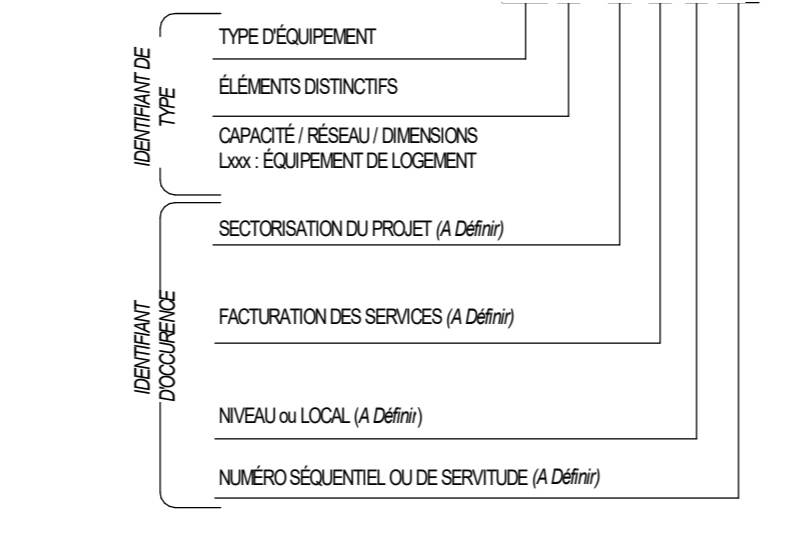 IDENTIFIANT DE
TYPE
TYPE D'ÉQUIPEMENT
ÉLÉMENTS DISTINCTIFS
CAPACITÉ / RÉSEAU / DIMENSIONS
Lxxx : ÉQUIPEMENT DE LOGEMENT
IDENTIFIANT
D'OCCURENCE
SECTORISATION DU PROJET (A Définir)
FACTURATION DES SERVICES (A Définir)
NIVEAU ou LOCAL (A Définir)
NUMÉRO SÉQUENTIEL OU DE SERVITUDE (A Définir)